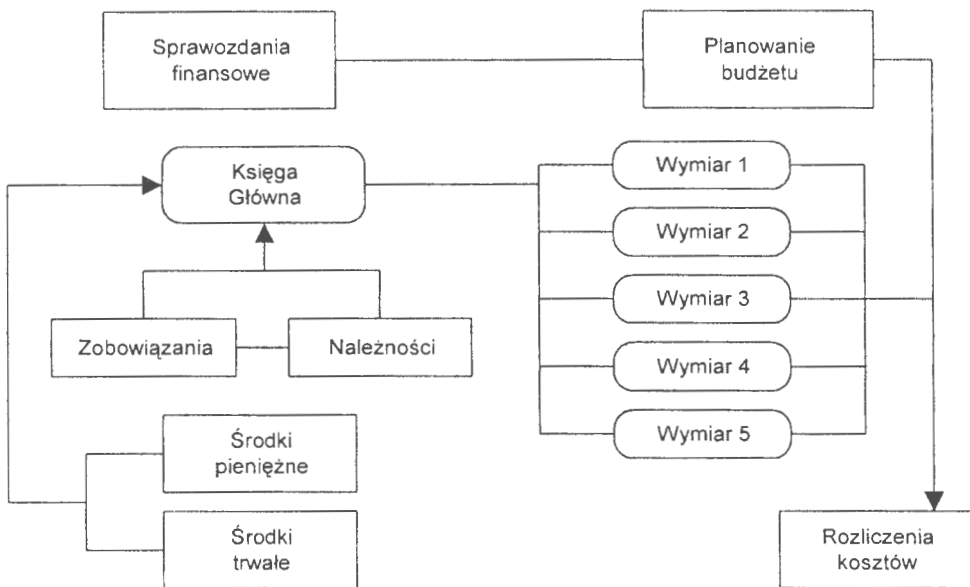 Sprawozdania
finansowe
Planowanie
budżetu
Księga
Główna
Wymiar 1
Wymiar 2
Wymiar 3
Wymiar 4
Wymiar 5
Zobowiązania
Należności
Środki
pieniężne
Środki
trwałe
Rozliczenia
kosztów